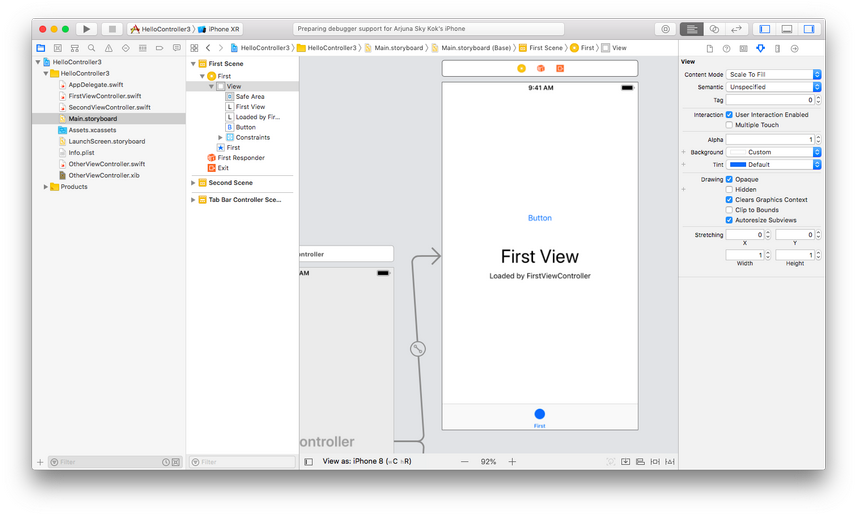 HelloController3 iPhone XR
Preparing debugger support for Arjuna Sky Kok's iPhone
HelloController3 HelloController3 Main.storyboard Main.storyboard (Base) First Scene First View
HelloController3
HelloController3
AppDelegate.swift
FirstViewController.swift
SecondViewController.swift
Main.storyboard
Assets.xcassets
LaunchScreen.storyboard
Info.plist
OtherViewController.swift
OtherViewController.xib
Products
Filter
First Scene
First
View
Safe Area
L First View
L Loaded by Fir...
B Button
Constraints
First
First Responder
Exit
Second Scene
Tab Bar Controller Sce...
Filter
ontroller
AM
ontroller
9:41 AM
Button
First View
Loaded by FirstViewController
First
View as: iPhone 8 (wC hR)
92%
View
Content Mode Scale To Fill
Semantic Unspecified
Tag 0
Interaction User Interaction Enabled
Multiple Touch
Alpha 1
Background Custom
Tint Default
Drawing Opaque
Hidden
Clears Graphics Context
Clip to Bounds
Autoresize Subviews
Stretching 0 0
X Y
1 1
Width Height